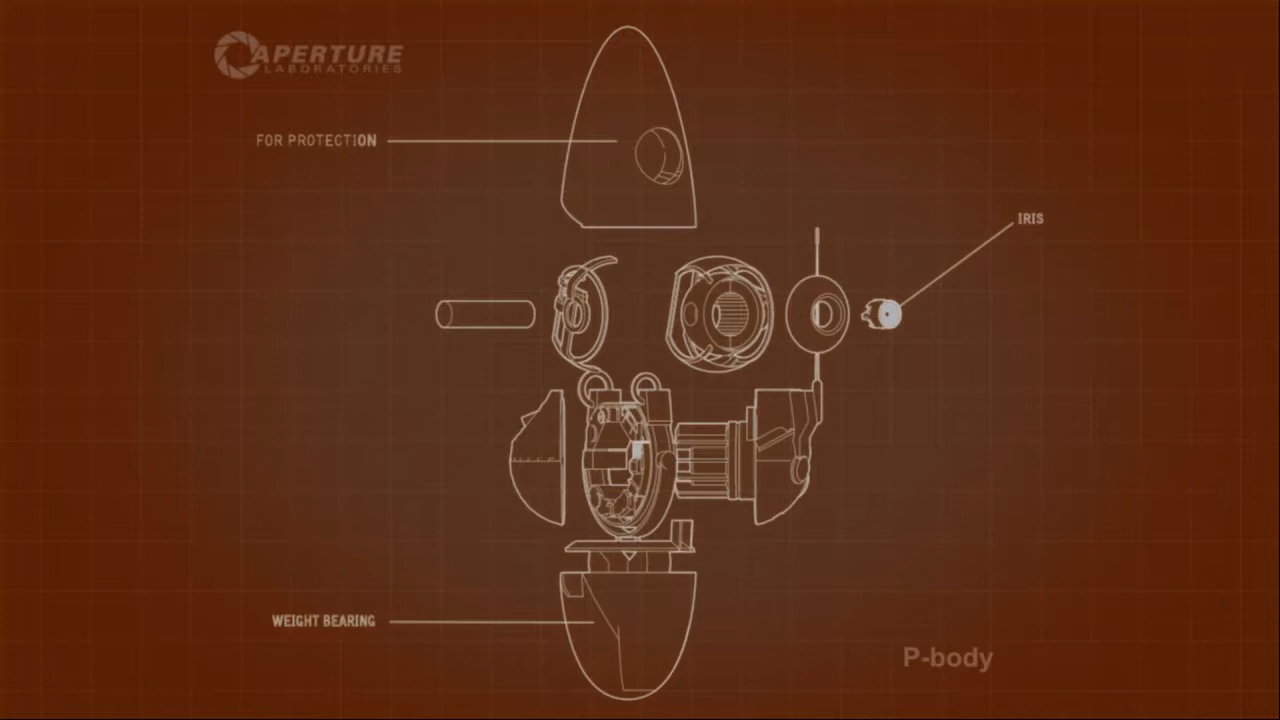 APERTURE
LABORATORIES
FOR PROTECTION
IRIS
WEIGHT BEARING
P-body